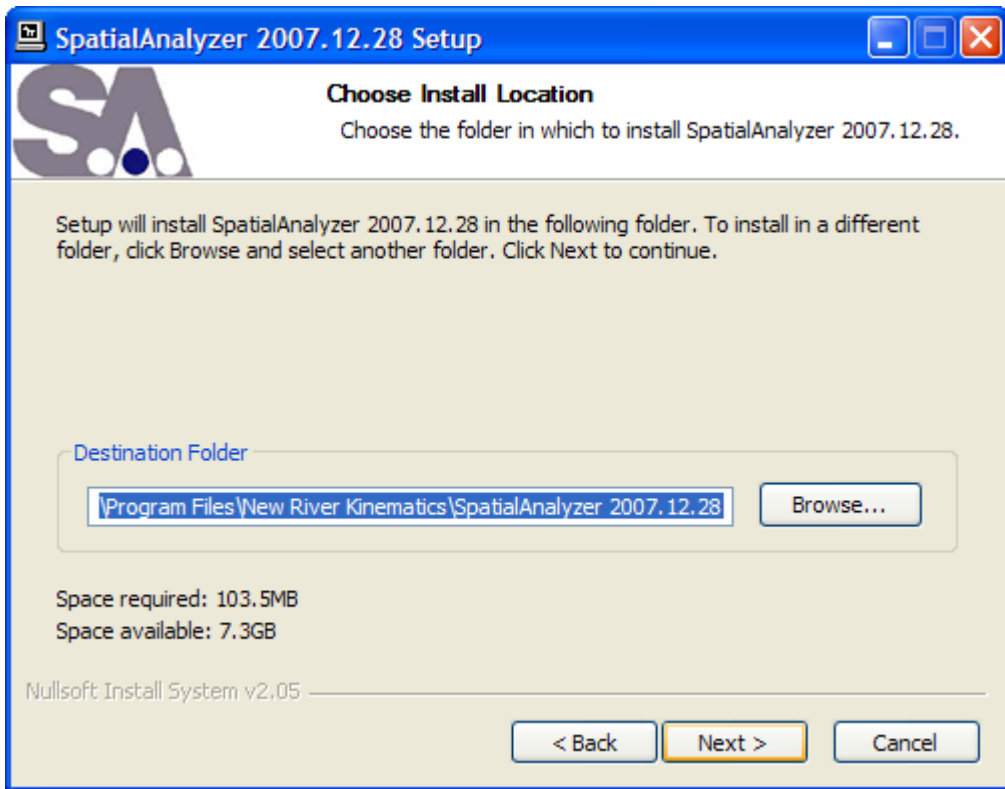 SpatialAnalyzer 2007.12.28 Setup
SA
Choose Install Location
Choose the folder in which to install SpatialAnalyzer 2007.12.28.
Setup will install SpatialAnalyzer 2007.12.28 in the following folder. To install in a different
folder, click Browse and select another folder. Click Next to continue.
Destination Folder
\Program Files\New River Kinematics\SpatialAnalyzer 2007.12.28
Browse...
Space required: 103.5MB
Space available: 7.3GB
Nullsoft Install System v2.05
< Back
Next >
Cancel